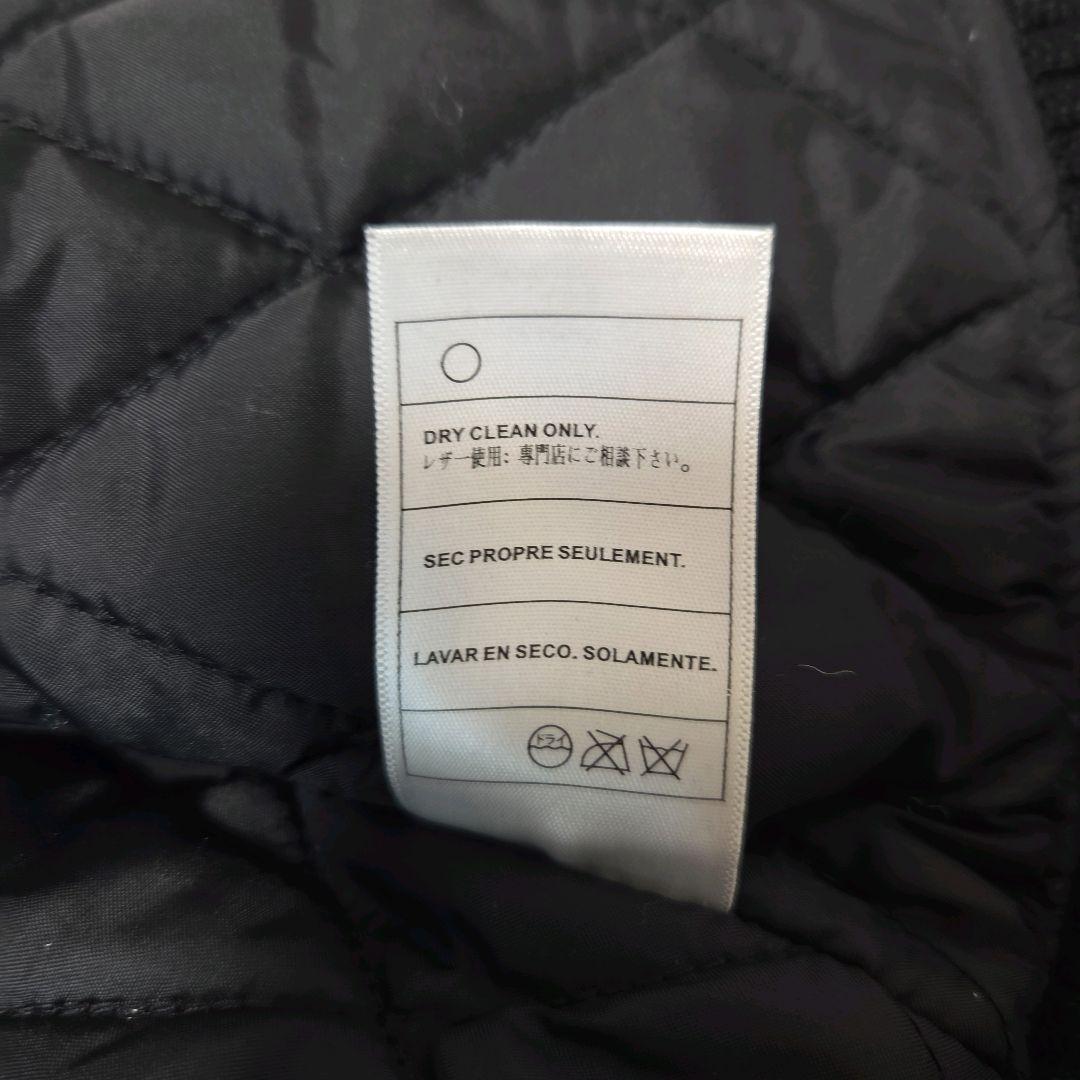 DRY CLEAN ONLY.
レザー使用: 専門店にご相談下さい。
SEC PROPRE SEULEMENT.
LAVAR EN SECO. SOLAMENTE.
ドライ